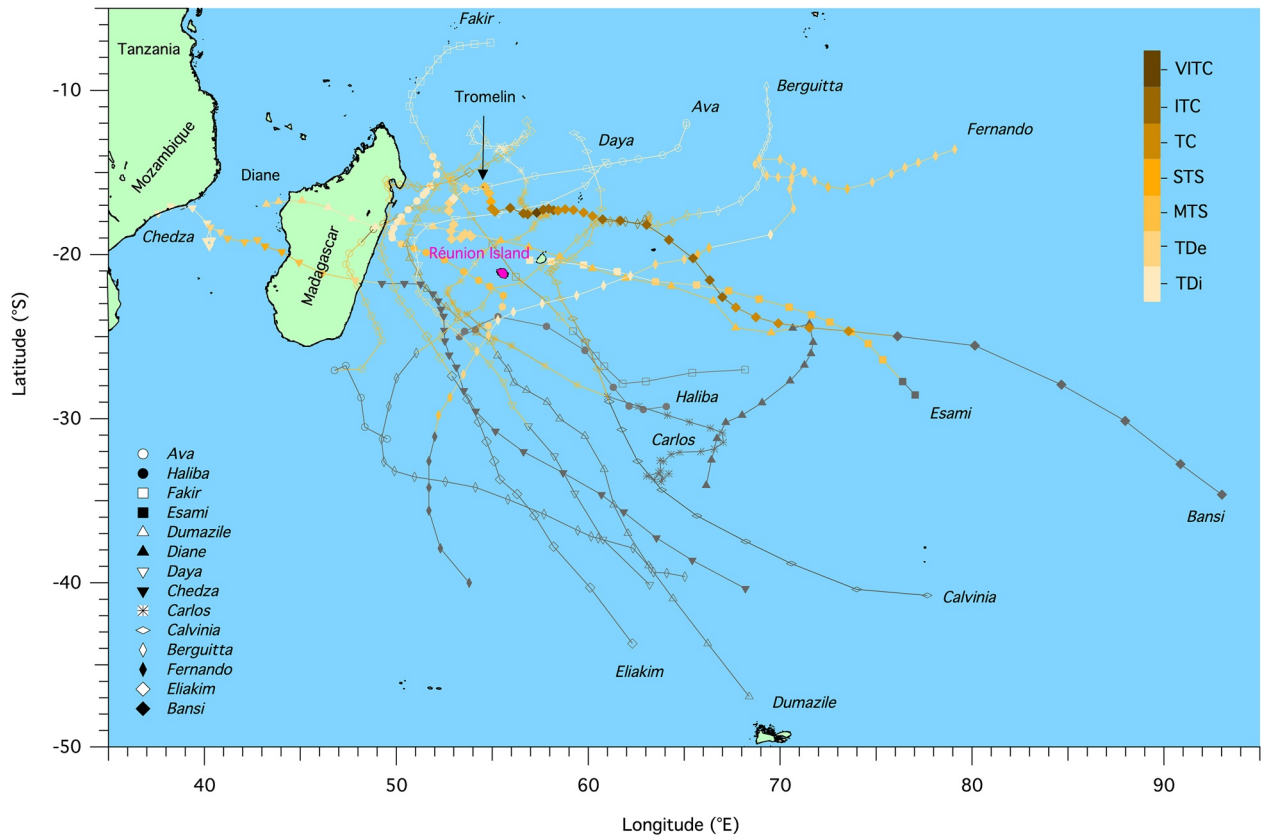 Fakir
Tanzania
Tromelin
Ava
Berguitta
VITC
ITC
TC
STS
MTS
TDe
TDi
Fernando
Daya
Mozambique
Diane
Chedza
Madagascar
Réunion Island
Haliba
Carlos
Esami
Bansi
Calvinia
Eliakim
Dumazile
Ava
Haliba
Fakir
Esami
Dumazile
Diane
Daya
Chedza
Carlos
Calvinia
Berguitta
Fernando
Eliakim
Bansi
-10
-20
-30
-40
-50
Latitude (°S)
40 50 60 70 80 90
Longitude (°E)